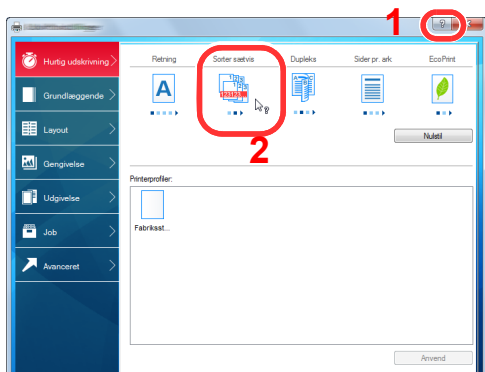 1
?
Hurtig udskrivning
Retning
Sorter sætvis
Dupleks
Sider pr. ark
EcoPrint
Grundlæggende
A
123123
?
Layout
2
Nulstil
Gengivelse
Printerprofiler:
Udgivelse
Fabriksst...
Job
Avanceret
Anvend